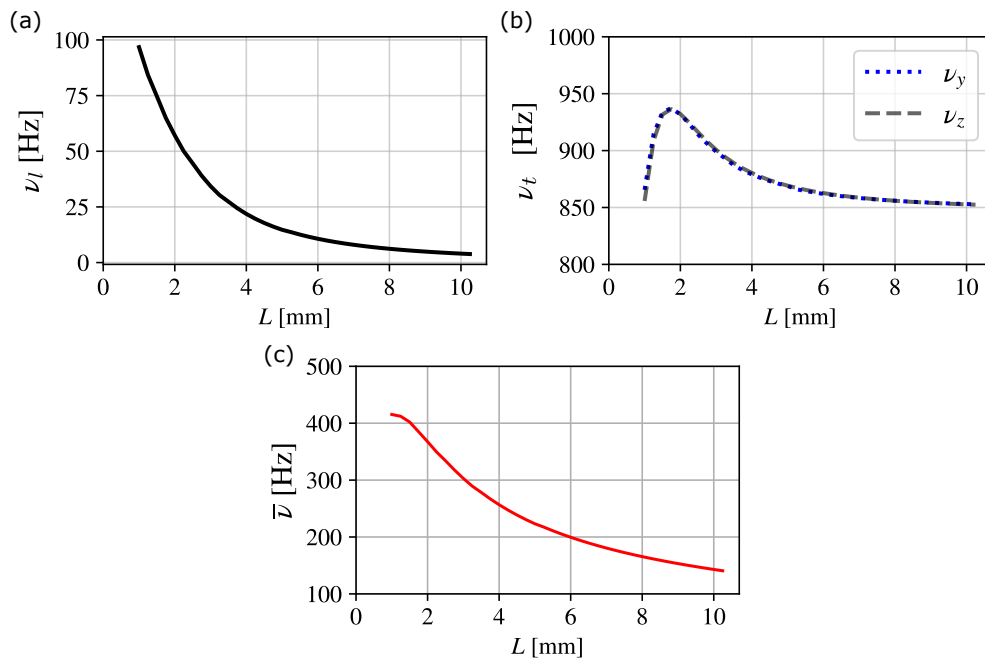 (a)
100
75
50
25
0
ν_l [Hz]
0 2 4 6 8 10
L [mm]
(b)
1000
950
900
850
800
ν_t [Hz]
ν_y
ν_z
0 2 4 6 8 10
L [mm]
(c)
500
400
300
200
100
ν̅ [Hz]
0 2 4 6 8 10
L [mm]